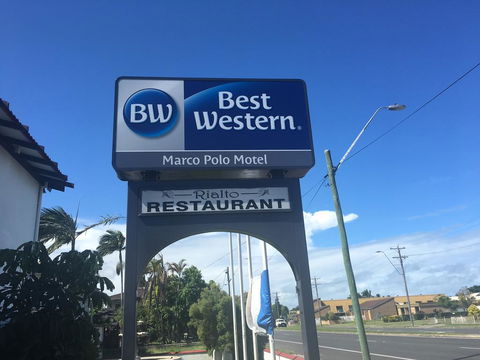 BW
Best
Western®
Marco Polo Motel
Rialto
RESTAURANT